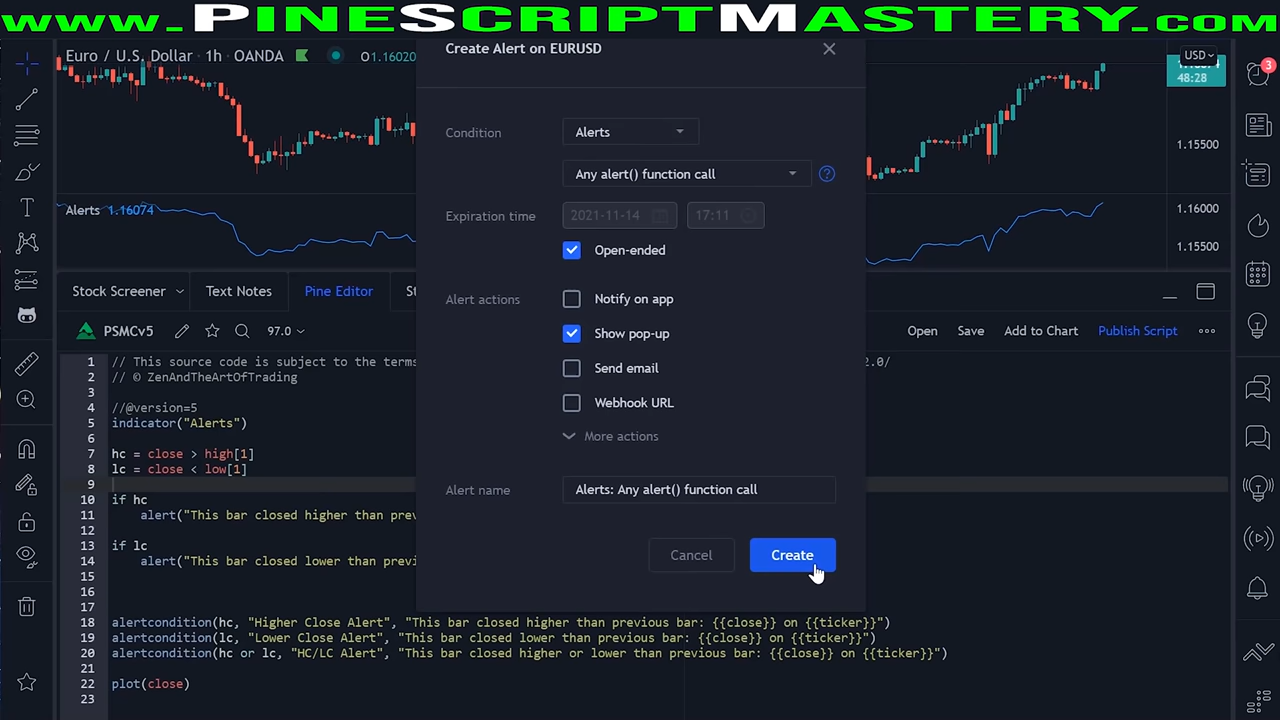 www.PineScriptMastery.com
Create Alert on EURUSD
Euro / U.S. Dollar · 1h · OANDA
O1.16020
USD
48:28
3
Condition
Alerts
Any alert() function call
1.15500
Expiration time
2021-11-14
17:11
Alerts 1.16074
1.16000
Open-ended
1.15500
Stock Screener
Text Notes
Pine Editor
St
Alert actions
Notify on app
PSMCv5
97.0
Show pop-up
Open
Save
Add to Chart
Publish Script
1 // This source code is subject to the terms
2.0/
2 // © ZenAndTheArtOfTrading
Send email
3
4 //@version=5
Webhook URL
5 indicator("Alerts")
6
More actions
7 hc = close > high[1]
8 lc = close < low[1]
9
Alert name
Alerts: Any alert() function call
10 if hc
11 alert("This bar closed higher than prev
12
13 if lc
14 alert("This bar closed lower than previ
Cancel
Create
15
16
17
18 alertcondition(hc, "Higher Close Alert", "This bar closed higher than previous bar: {{close}} on {{ticker}}")
19 alertcondition(lc, "Lower Close Alert", "This bar closed lower than previous bar: {{close}} on {{ticker}}")
20 alertcondition(hc or lc, "HC/LC Alert", "This bar closed higher or lower than previous bar: {{close}} on {{ticker}}")
21
22 plot(close)
23